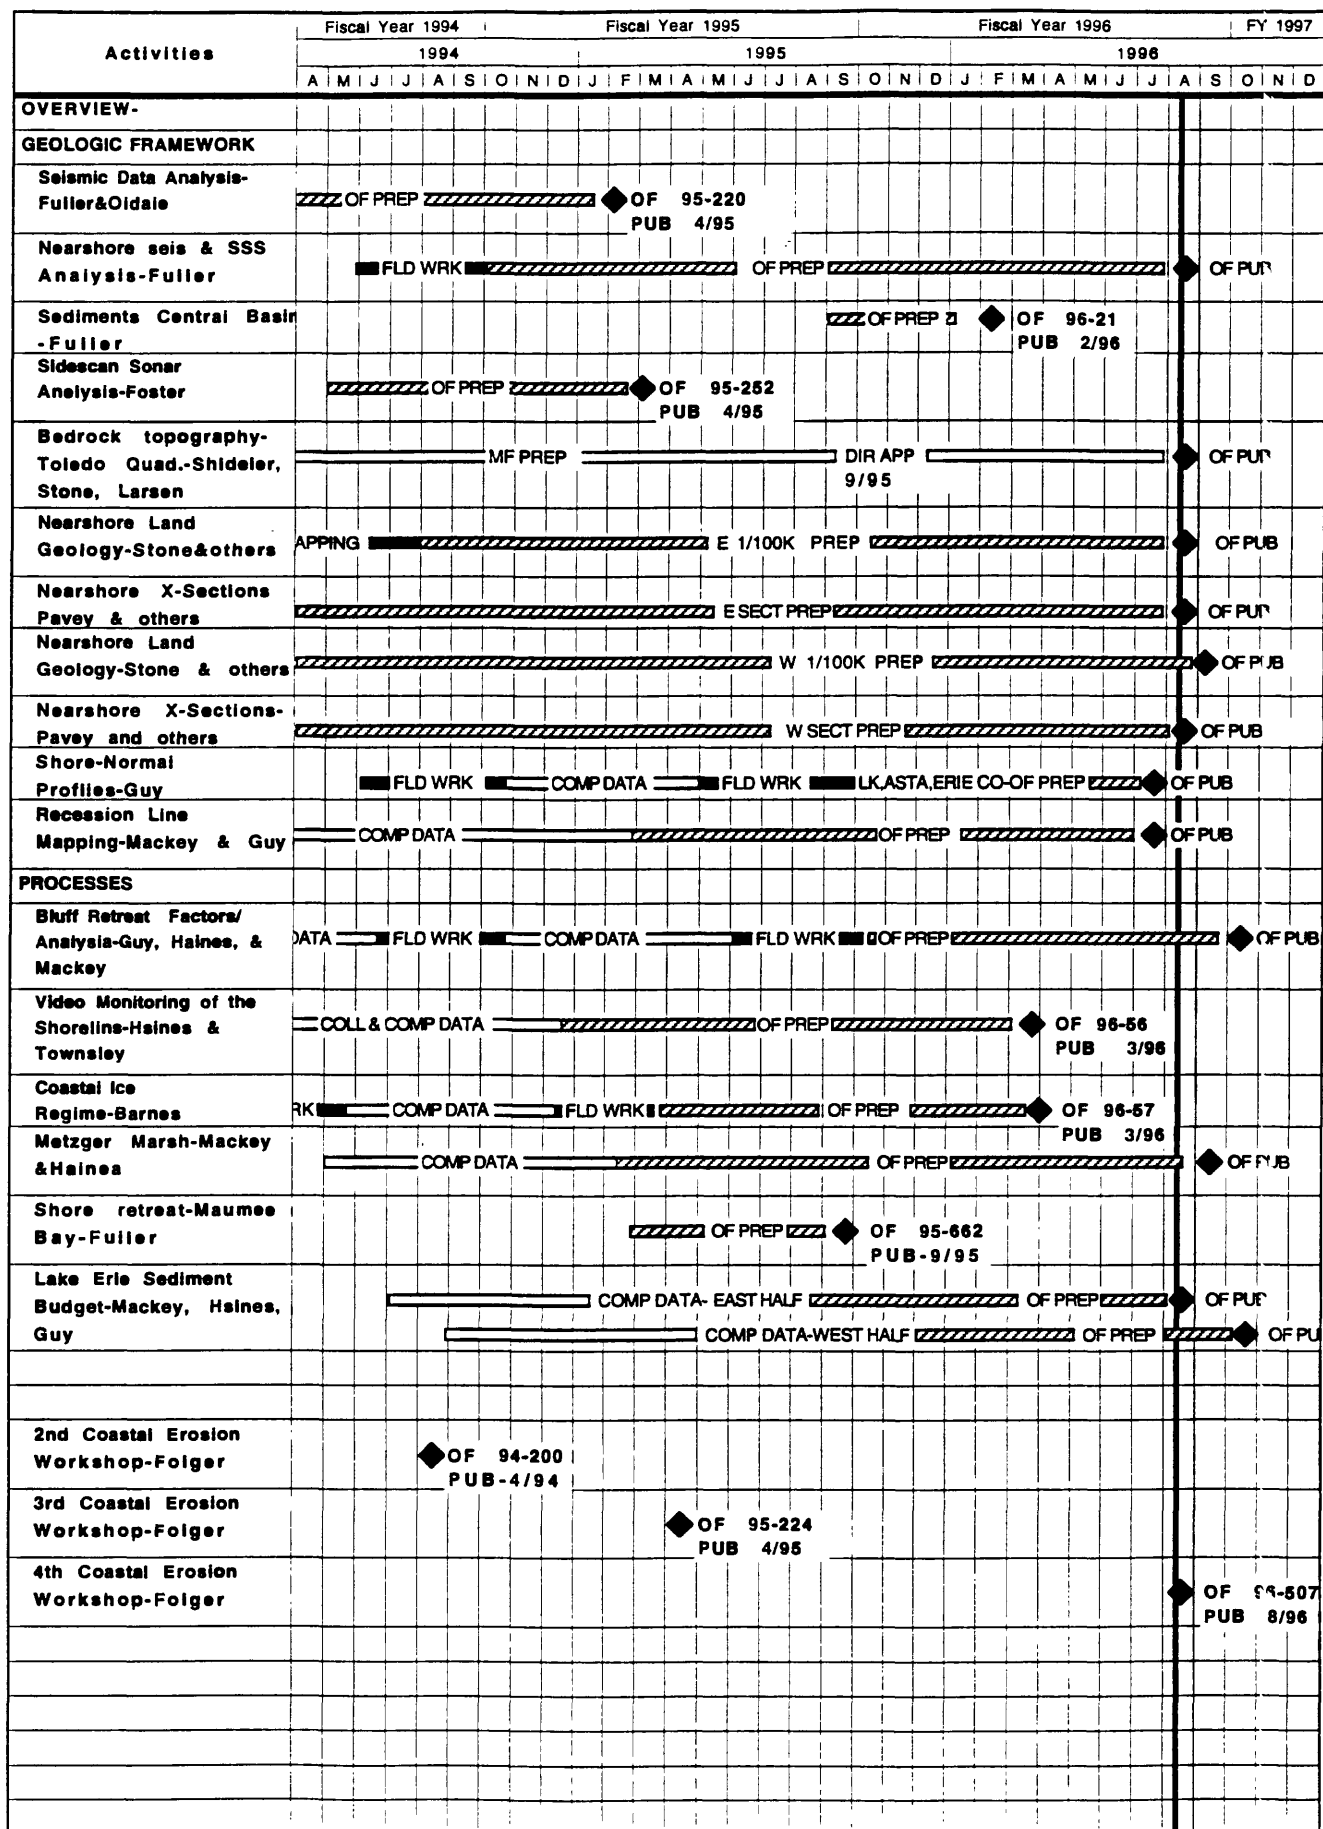 Fiscal Year 1994 Fiscal Year 1995 Fiscal Year 1996 FY 1997
Activities 1994 1995 1996
A M J J A S O N D J F M A M J J A S O N D J F M A M J J A S O N D
OVERVIEW-
GEOLOGIC FRAMEWORK
Seismic Data Analysis-
Fuller&Oldale OF PREP OF 95-220
PUB 4/95
Nearshore seis & SSS
Analysis-Fuller FLD WRK OF PREP OF PUB
Sediments Central Basin
-Fuller OF PREP OF 96-21
PUB 2/96
Sidescan Sonar
Anelysis-Foster OF PREP OF 95-252
PUB 4/95
Bedrock topography-
Toledo Quad.-Shideler, MF PREP DIR APP OF PUB
Stone, Larsen 9/95
Nearshore Land
Geology-Stone&others APPING E 1/100K PREP OF PUB
Nearshore X-Sections
Pavey & others E SECT PREP OF PUB
Nearshore Land
Geology-Stone & others W 1/100K PREP OF PUB
Nearshore X-Sections-
Pavey and others W SECT PREP OF PUB
Shore-Normal
Profiles-Guy FLD WRK COMP DATA FLD WRK LK,ASTA,ERIE CO-OF PREP OF PUB
Recession Line
Mapping-Mackey & Guy COMP DATA OF PREP OF PUB
PROCESSES
Bluff Retreat Factors/
Analysia-Guy, Haines, & DATA FLD WRK COMP DATA FLD WRK OF PREP OF PUB
Mackey
Video Monitoring of the
Shorelins-Hsines & COLL & COMP DATA OF PREP OF 96-56
Townsley PUB 3/96
Coastal Ice
Regime-Barnes RK COMP DATA FLD WRK OF PREP OF 96-57
PUB 3/96
Metzger Marsh-Mackey
&Hainea COMP DATA OF PREP OF PUB
Shore retreat-Maumee
Bay-Fuller OF PREP OF 95-662
PUB-9/95
Lake Erie Sediment
Budget-Mackey, Hsines, COMP DATA- EAST HALF OF PREP OF PUB
Guy COMP DATA-WEST HALF OF PREP OF PU
2nd Coastal Erosion
Workshop-Folger OF 94-200
PUB-4/94
3rd Coastal Erosion
Workshop-Folger OF 95-224
PUB 4/95
4th Coastal Erosion
Workshop-Folger OF 96-507
PUB 8/96